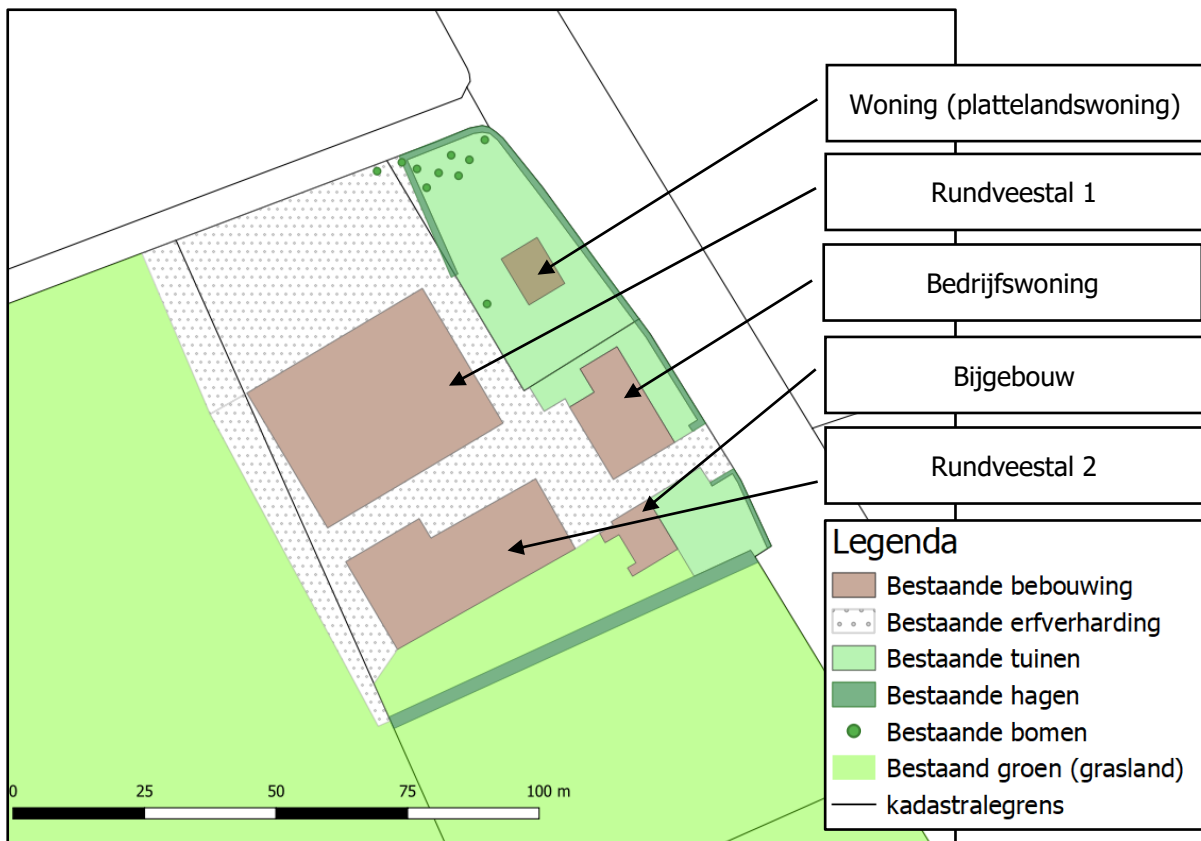 Woning (plattelandswoning)
Rundveestal 1
Bedrijfswoning
Bijgebouw
Rundveestal 2
Legenda
Bestaande bebouwing
Bestaande erfverharding
Bestaande tuinen
Bestaande hagen
Bestaande bomen
Bestaand groen (grasland)
kadastralegrens
0 25 50 75 100 m